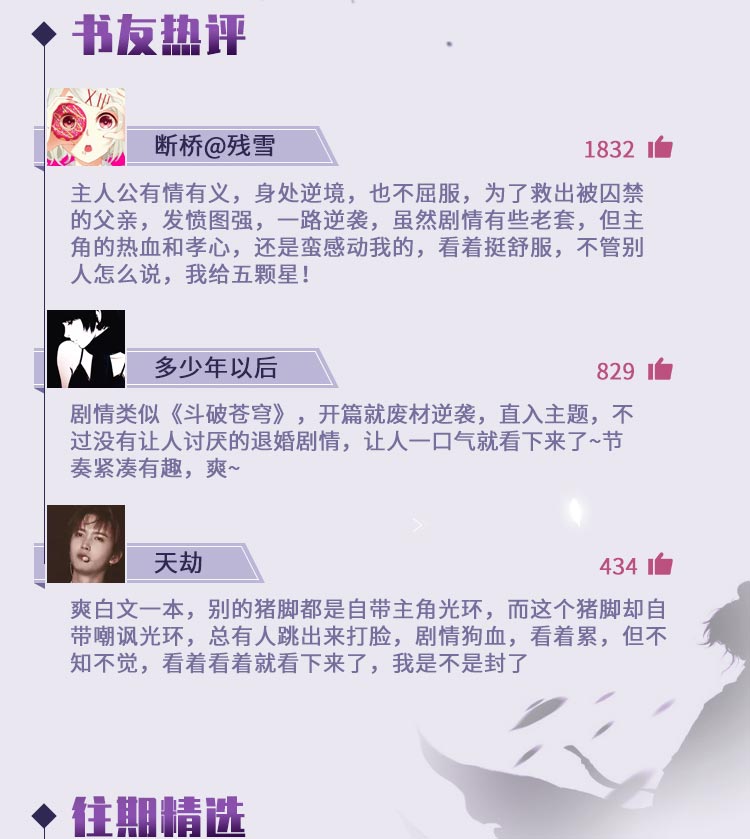 书友热评
断桥@残雪
1832
主人公有情有义，身处逆境，也不屈服，为了救出被囚禁
的父亲，发愤图强，一路逆袭，虽然剧情有些老套，但主
角的热血和孝心，还是蛮感动我的，看着挺舒服，不管别
人怎么说，我给五颗星！
多少年以后
829
剧情类似《斗破苍穹》，开篇就废材逆袭，直入主题，不
过没有让人讨厌的退婚剧情，让人一口气就看下来了~节
奏紧凑有趣，爽~
天劫
434
爽白文一本，别的猪脚都是自带主角光环，而这个猪脚却自
带嘲讽光环，总有人跳出来打脸，剧情狗血，看着累，但不
知不觉，看着看着就看下来了，我是不是封了
往期精选